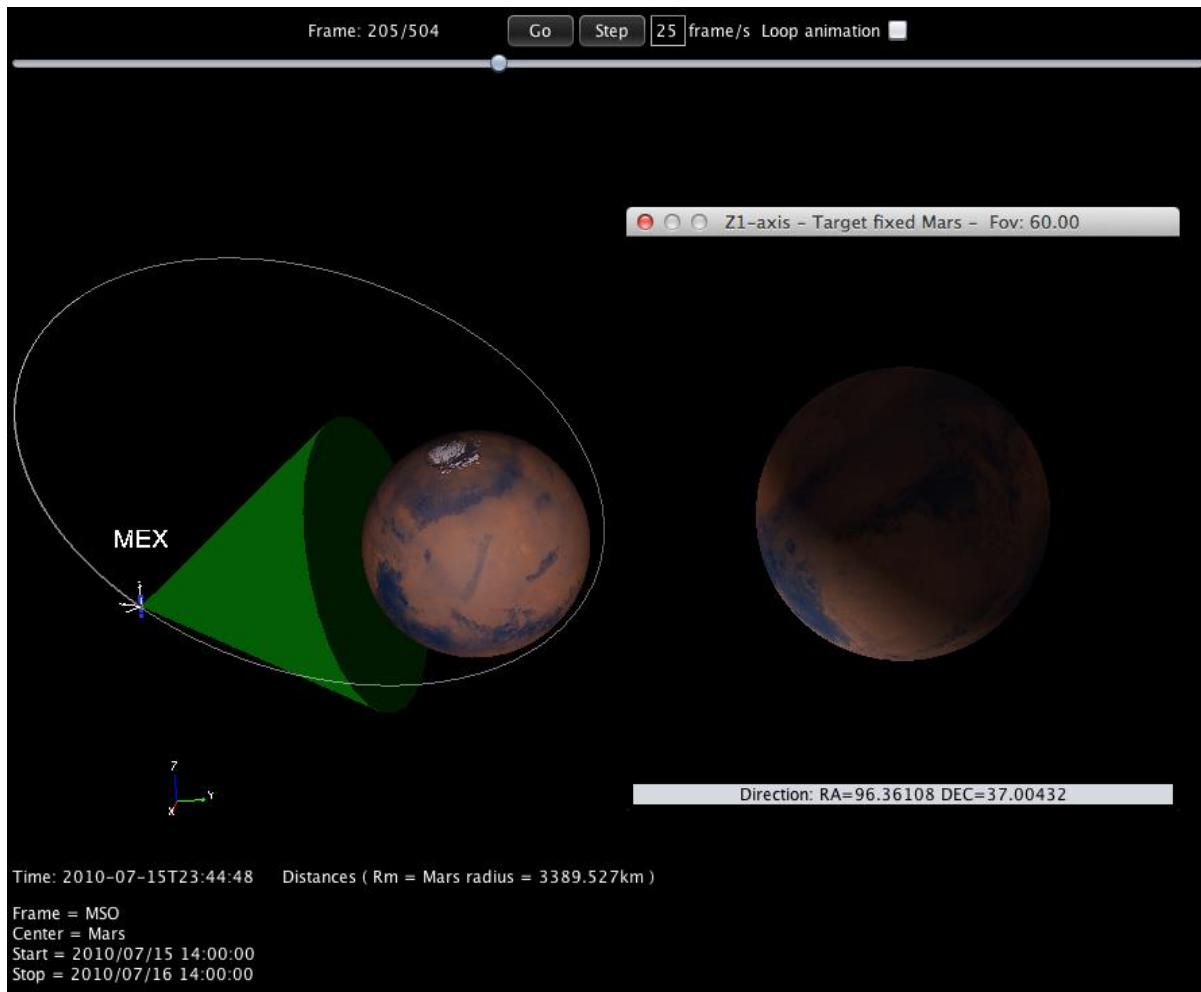 Frame: 205/504 Go Step 25 frame/s Loop animation
Z1-axis - Target fixed Mars - Fov: 60.00
MEX
Z
Y
X
Direction: RA=96.36108 DEC=37.00432
Time: 2010-07-15T23:44:48 Distances ( Rm = Mars radius = 3389.527km )
Frame = MSO
Center = Mars
Start = 2010/07/15 14:00:00
Stop = 2010/07/16 14:00:00